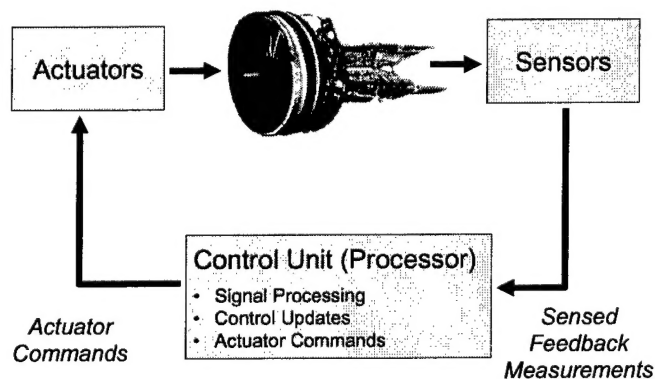 Actuators
Sensors
Control Unit (Processor)
• Signal Processing
• Control Updates
• Actuator Commands
Actuator
Commands
Sensed
Feedback
Measurements